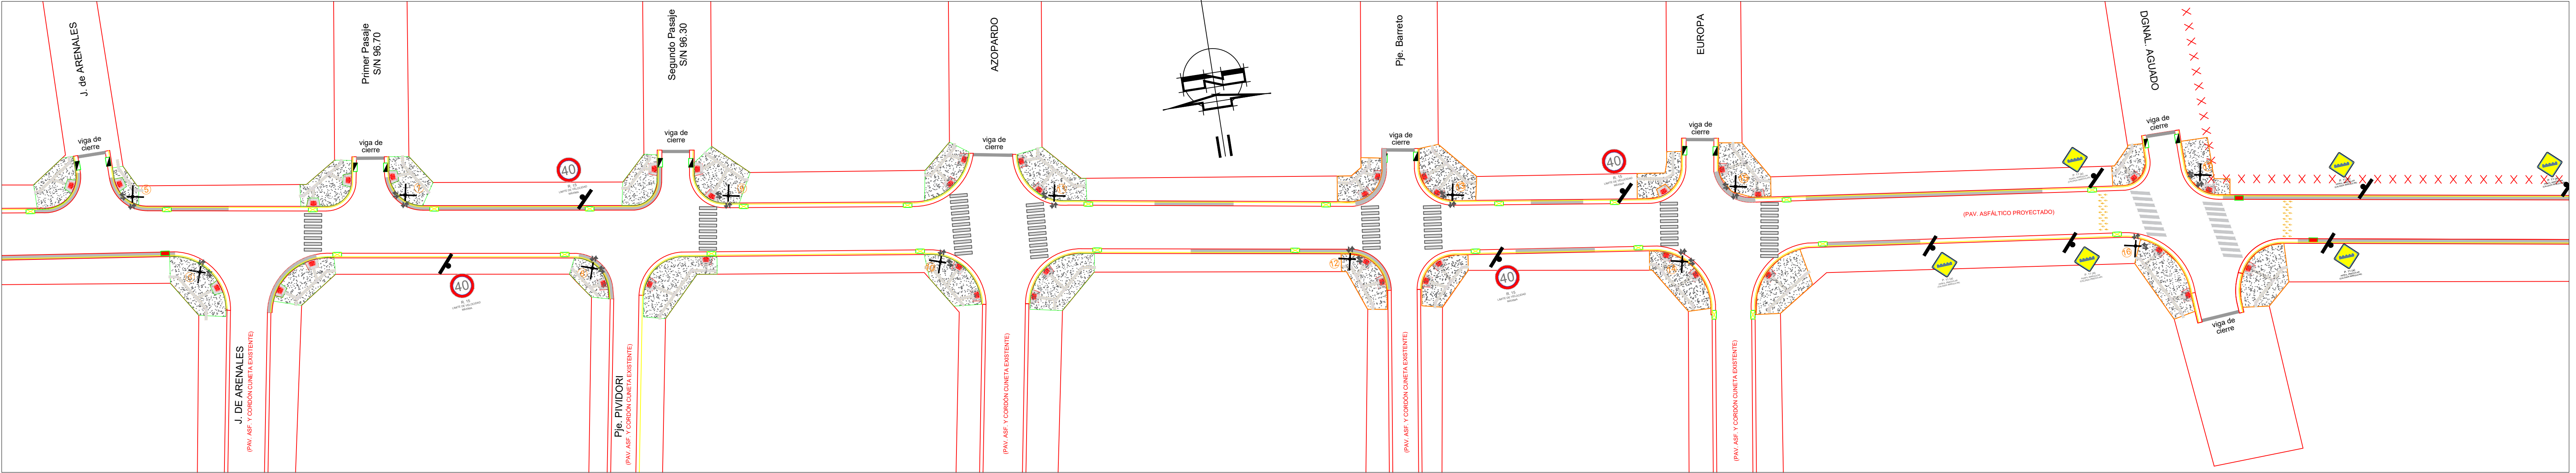 J. de ARENALES
Primer Pasaje
S/N 96.70
Segundo Pasaje
S/N 96.30
AZOPARDO
Pje. Barreto
EUROPA
DGNAL. AGUADO
viga de
cierre
viga de
cierre
viga de
cierre
viga de
cierre
viga de
cierre
viga de
cierre
viga de
cierre
40
40
(PAV. ASFÁLTICO PROYECTADO)
40
40
12
viga de
cierre
J. DE ARENALES
(PAV. ASF. Y CORDÓN CUNETA EXISTENTE)
Pje. PIVIDORI
(PAV. ASF. Y CORDÓN CUNETA EXISTENTE)
(PAV. ASF. Y CORDÓN CUNETA EXISTENTE)
(PAV. ASF. Y CORDÓN CUNETA EXISTENTE)
(PAV. ASF. Y CORDÓN CUNETA EXISTENTE)